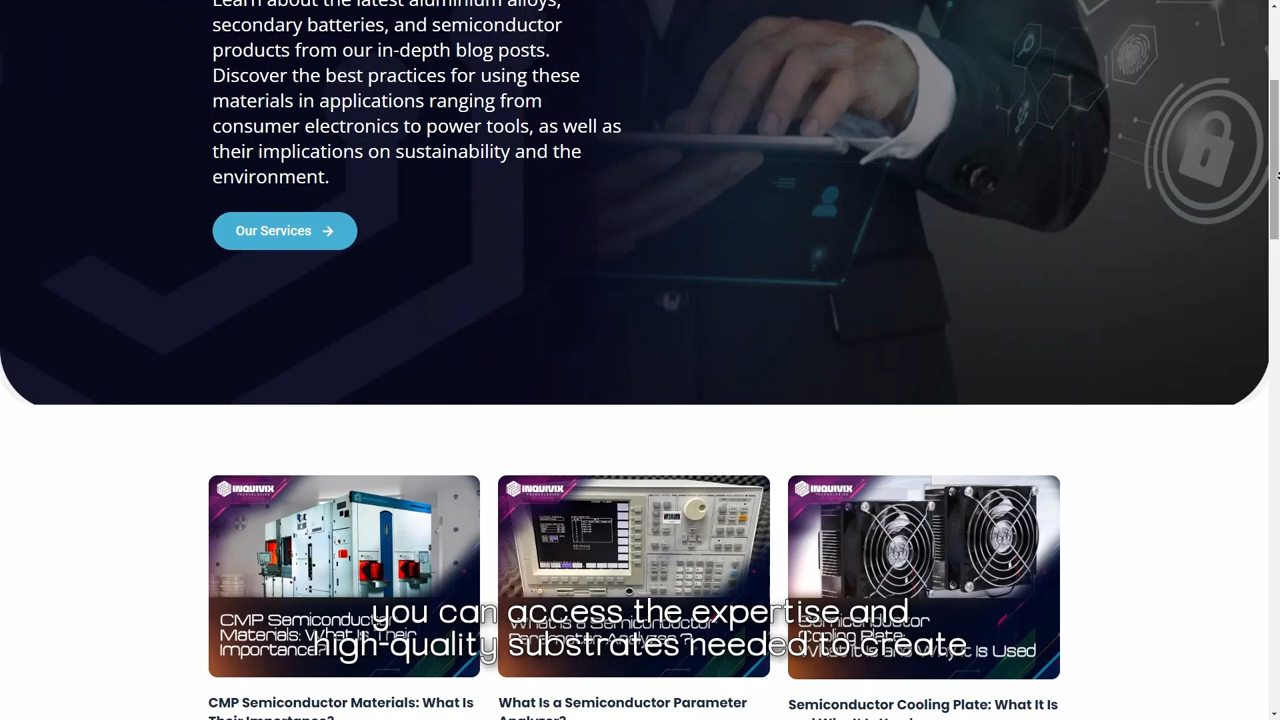 Learn about the latest aluminium alloys,
secondary batteries, and semiconductor
products from our in-depth blog posts.
Discover the best practices for using these
materials in applications ranging from
consumer electronics to power tools, as well as
their implications on sustainability and the
environment.
Our Services
INQUIVIX
TECHNOLOGIES
CMP Semiconductor
Materials: What Is Their
Importance?
INQUIVIX
TECHNOLOGIES
What Is a Semiconductor
Parameter Analyzer?
INQUIVIX
TECHNOLOGIES
Semiconductor
Cooling Plate:
What It Is and Why It Is Used
you can access the expertise and
high-quality substrates needed to create
CMP Semiconductor Materials: What Is
Their Importance?
What Is a Semiconductor Parameter
Analyzer?
Semiconductor Cooling Plate: What It Is